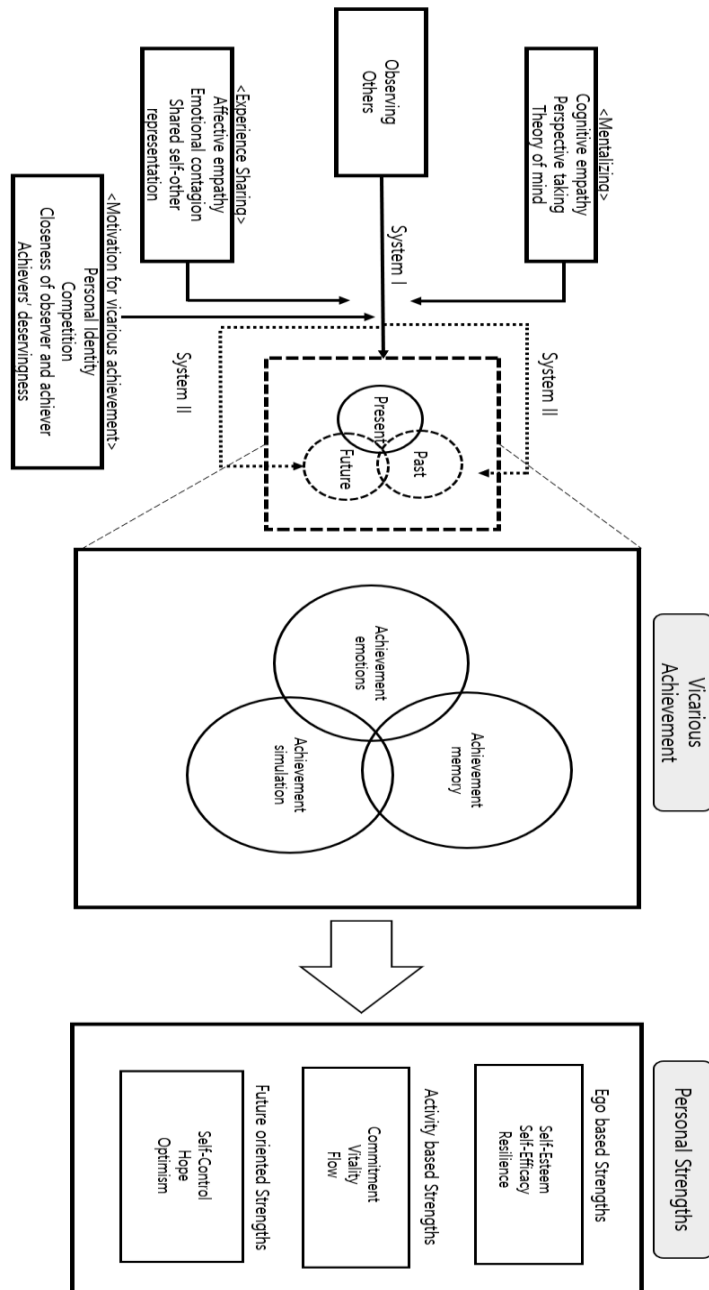 <Mentalizing>
Cognitive empathy
Perspective taking
Theory of mind
Observing
Others
<Experience Sharing>
Affective empathy
Emotional contagion
Shared self-other
representation
<Motivation for vicarious achievement>
Personal Identity
Competition
Closeness of observer and achiever
Achievers' deservingness
System I
System II
System II
Present
Past
Future
Vicarious
Achievement
Achievement
emotions
Achievement
memory
Achievement
simulation
Personal Strengths
Ego based Strengths
Self-Esteem
Self-Efficacy
Resilience
Activity based Strengths
Commitment
Vitality
Flow
Future oriented Strengths
Self-Control
Hope
Optimism